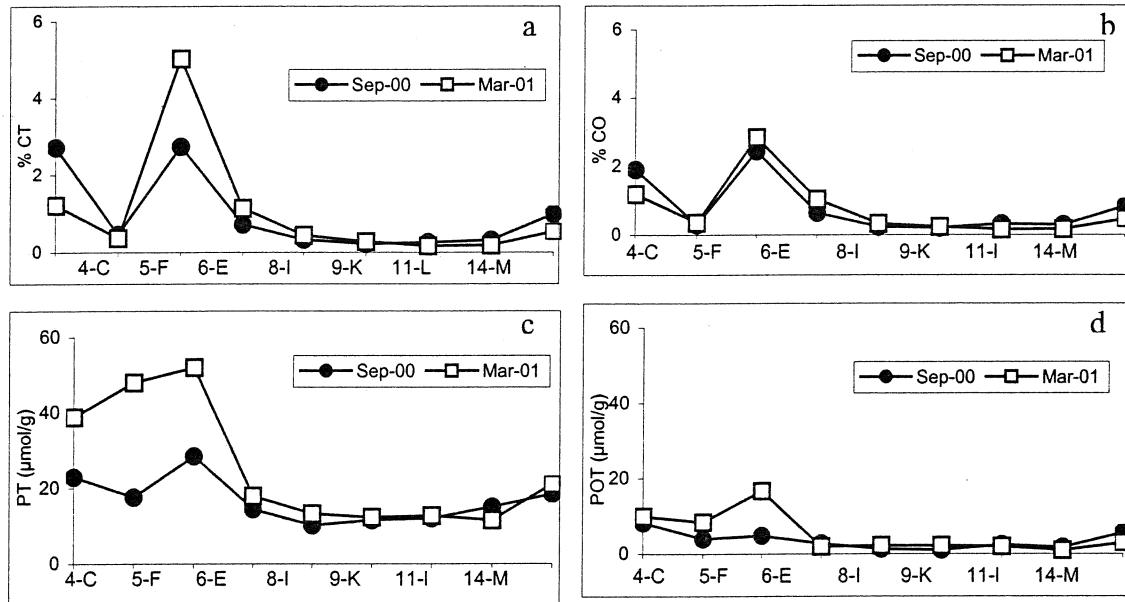 a
% CT
6
4
2
0
Sep-00 Mar-01
4-C 5-F 6-E 8-I 9-K 11-L 14-M
b
% CO
6
4
2
0
Sep-00 Mar-01
4-C 5-F 6-E 8-I 9-K 11-I 14-M
c
PT (µmol/g)
60
40
20
0
Sep-00 Mar-01
4-C 5-F 6-E 8-I 9-K 11-I 14-M
d
POT (µmol/g)
60
40
20
0
Sep-00 Mar-01
4-C 5-F 6-E 8-I 9-K 11-I 14-M